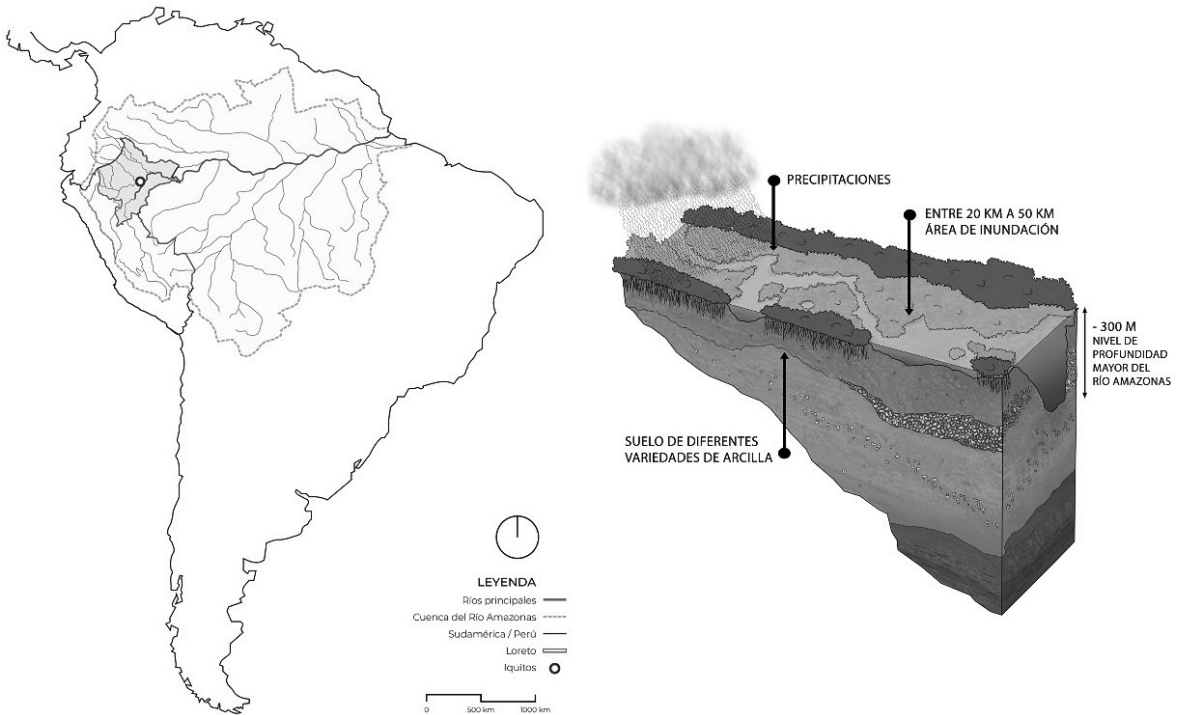 LEYENDA
Ríos principales
Cuenca del Río Amazonas
Sudamérica / Perú
Loreto
Iquitos
0 500 km 1000 km
PRECIPITACIONES
ENTRE 20 KM A 50 KM
ÁREA DE INUNDACIÓN
- 300 M
NIVEL DE
PROFUNDIDAD
MAYOR DEL
RÍO AMAZONAS
SUELO DE DIFERENTES
VARIEDADES DE ARCILLA